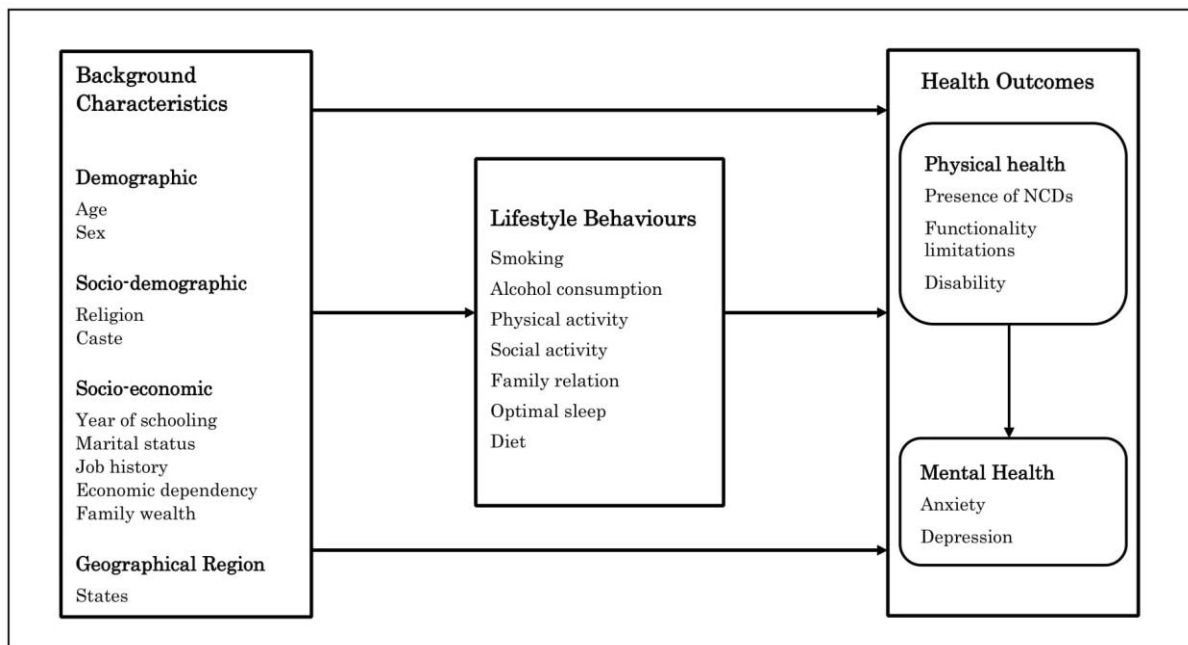 Background
Characteristics
Demographic
Age
Sex
Socio-demographic
Religion
Caste
Socio-economic
Year of schooling
Marital status
Job history
Economic dependency
Family wealth
Geographical Region
States
Lifestyle Behaviours
Smoking
Alcohol consumption
Physical activity
Social activity
Family relation
Optimal sleep
Diet
Health Outcomes
Physical health
Presence of NCDs
Functionality
limitations
Disability
Mental Health
Anxiety
Depression